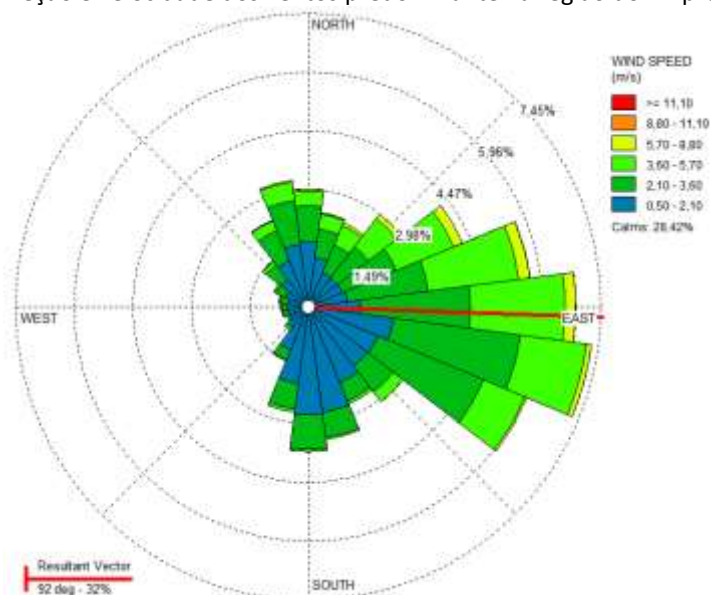 NORTH
7.45%
5.96%
4.47%
2.98%
1.49%
WEST
EAST
SOUTH
WIND SPEED
(m/s)
>= 11,10
8,80 - 11,10
5,70 - 8,80
3,60 - 5,70
2,10 - 3,60
0,50 - 2,10
Calms: 28,42%
Resultant Vector
92 deg - 32%